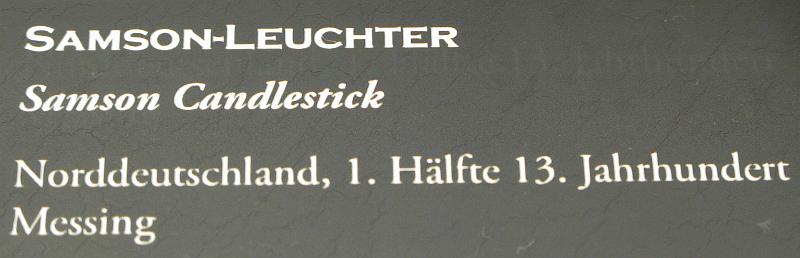 SAMSON-LEUCHTER
Samson Candlestick
Norddeutschland, 1. Hälfte 13. Jahrhundert
Messing